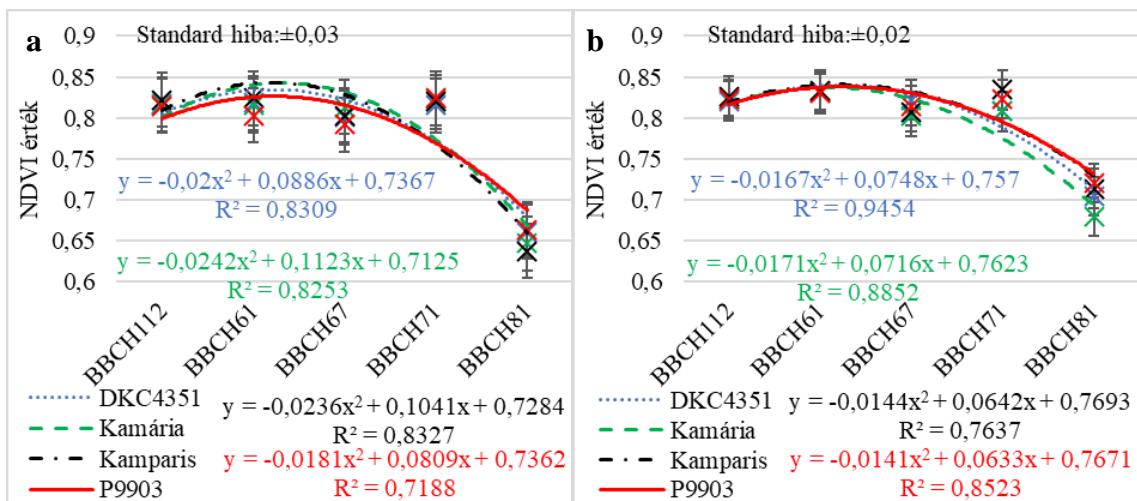 a
Standard hiba:±0,03
NDVI érték
0,9
0,85
0,8
0,75
0,7
0,65
0,6
y = -0,02x² + 0,0886x + 0,7367
R² = 0,8309
y = -0,0242x² + 0,1123x + 0,7125
R² = 0,8253
BBCH112
BBCH61
BBCH67
BBCH71
BBCH81
DKC4351
Kamária
Kamparis
P9903
y = -0,0236x² + 0,1041x + 0,7284
R² = 0,8327
y = -0,0181x² + 0,0809x + 0,7362
R² = 0,7188
b
Standard hiba:±0,02
NDVI érték
0,9
0,85
0,8
0,75
0,7
0,65
0,6
y = -0,0167x² + 0,0748x + 0,757
R² = 0,9454
y = -0,0171x² + 0,0716x + 0,7623
R² = 0,8852
BBCH112
BBCH61
BBCH67
BBCH71
BBCH81
DKC4351
Kamária
Kamparis
P9903
y = -0,0144x² + 0,0642x + 0,7693
R² = 0,7637
y = -0,0141x² + 0,0633x + 0,7671
R² = 0,8523